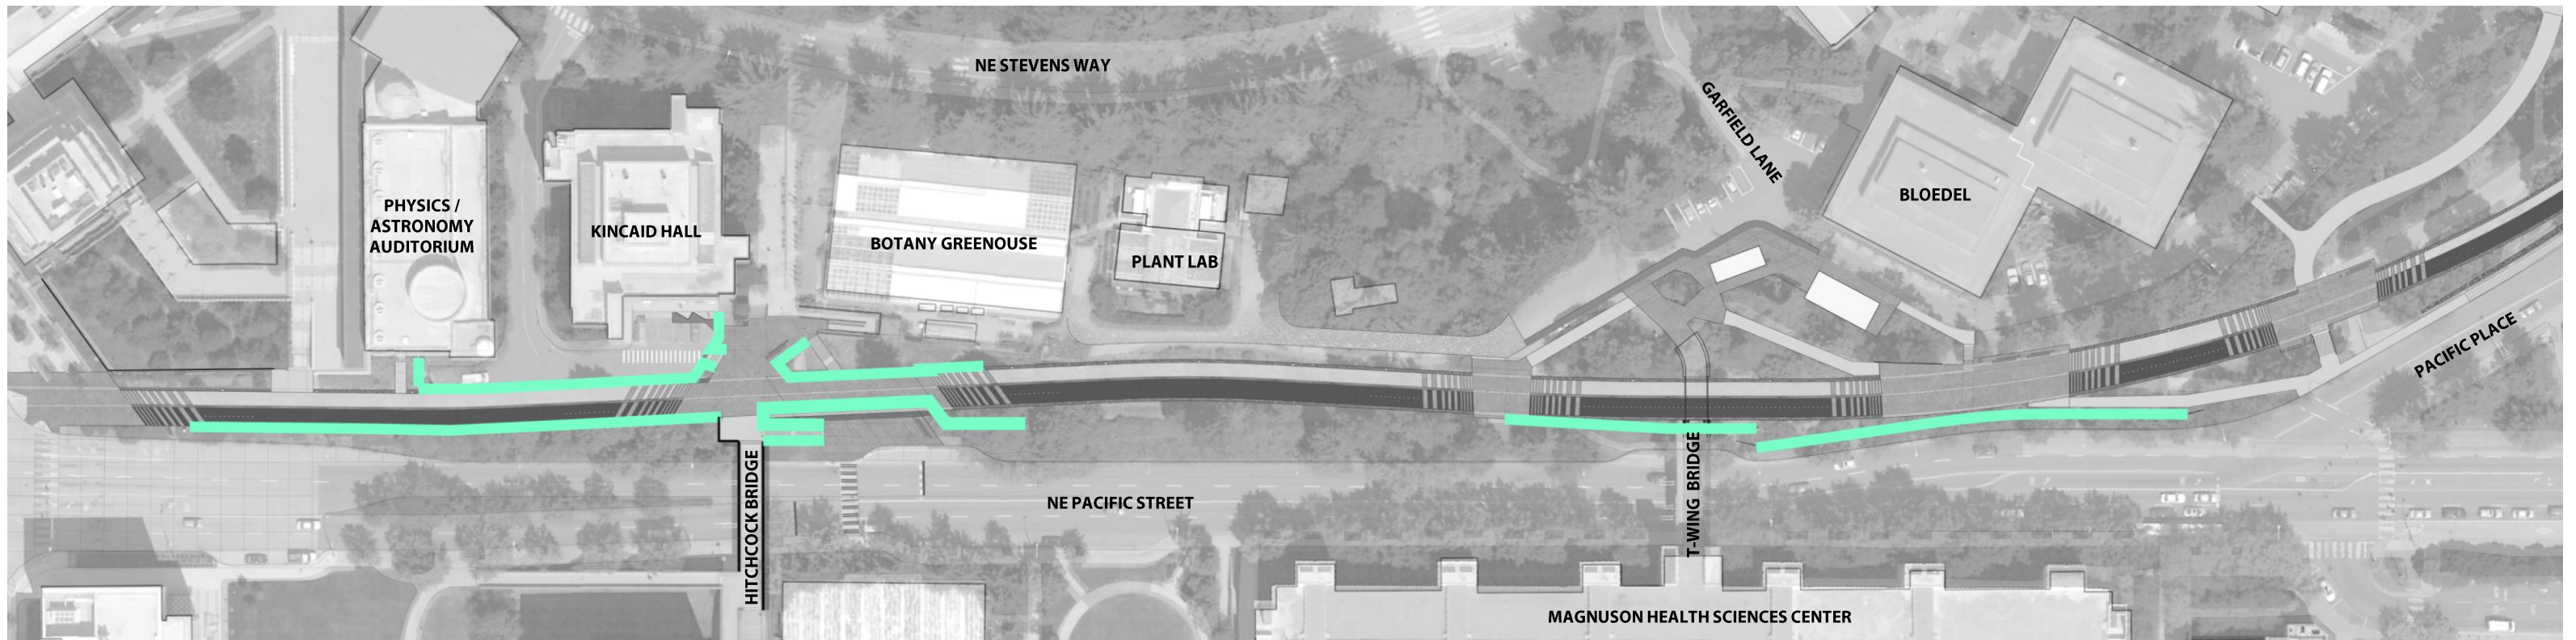 NE STEVENS WAY
GARFIELD LANE
PHYSICS /
ASTRONOMY
AUDITORIUM
KINCAID HALL
BOTANY GREENOUSE
PLANT LAB
BLOEDEL
PACIFIC PLACE
HITCHCOCK BRIDGE
NE PACIFIC STREET
T-WING BRIDGE
MAGNUSON HEALTH SCIENCES CENTER